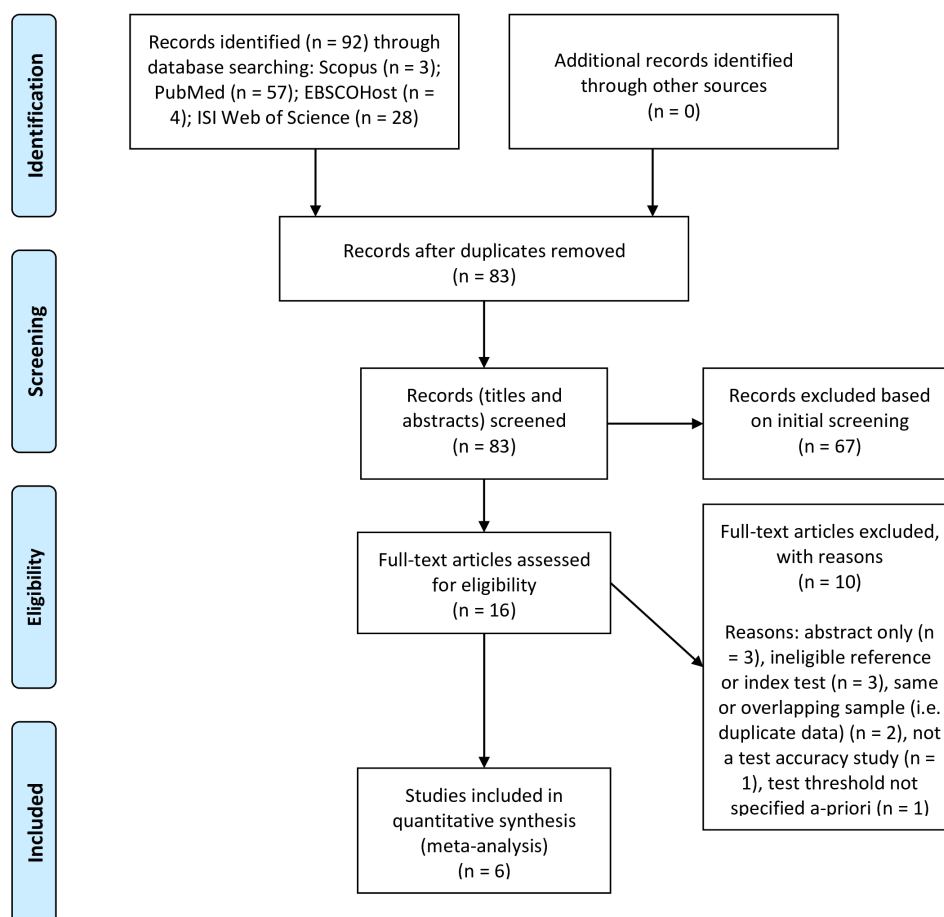 Identification
Records identified (n = 92) through
database searching: Scopus (n = 3);
PubMed (n = 57); EBSCOHost (n =
4); ISI Web of Science (n = 28)
Additional records identified
through other sources
(n = 0)
Records after duplicates removed
(n = 83)
Screening
Records (titles and
abstracts) screened
(n = 83)
Records excluded based
on initial screening
(n = 67)
Eligibility
Full-text articles assessed
for eligibility
(n = 16)
Full-text articles excluded,
with reasons
(n = 10)
Reasons: abstract only (n
= 3), ineligible reference
or index test (n = 3), same
or overlapping sample (i.e.
duplicate data) (n = 2), not
a test accuracy study (n =
1), test threshold not
specified a-priori (n = 1)
Included
Studies included in
quantitative synthesis
(meta-analysis)
(n = 6)